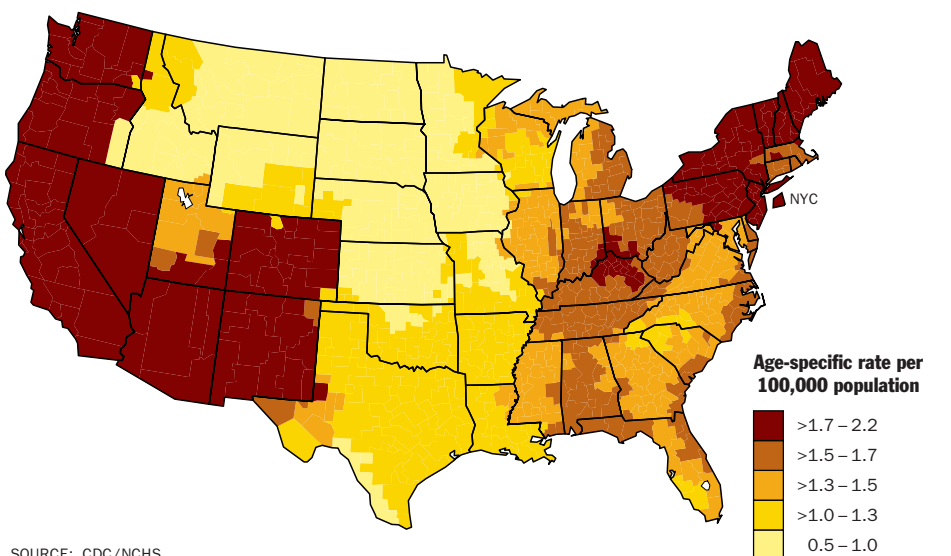 NYC
Age-specific rate per
100,000 population
>1.7 – 2.2
>1.5 – 1.7
>1.3 – 1.5
>1.0 – 1.3
0.5 – 1.0
SOURCE: CDC/NCHS